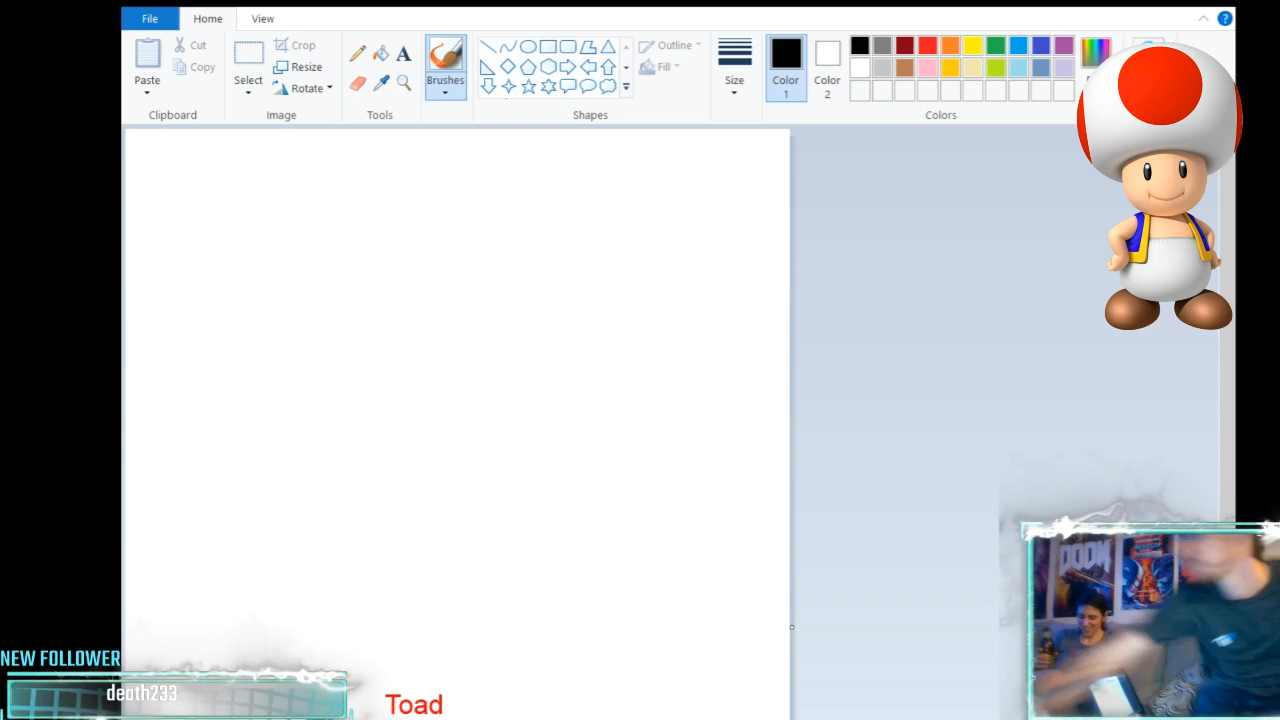 File Home View
Paste
Cut
Copy
Clipboard
Select
Crop
Resize
Rotate
Image
Tools
Brushes
Shapes
Outline
Fill
Size
Color 1
Color 2
Colors
DOOM
NEW FOLLOWER
death233
Toad